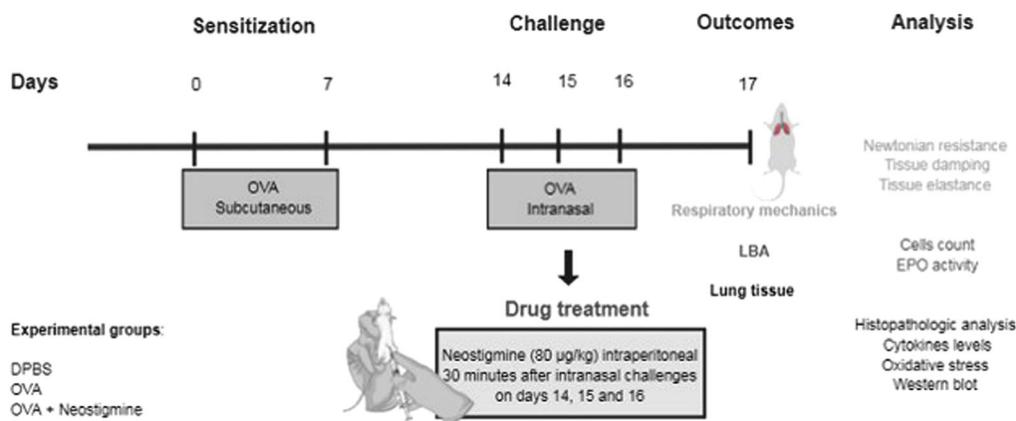 Sensitization
Challenge
Outcomes
Analysis
Days
0
7
14
15
16
17
OVA
Subcutaneous
OVA
Intranasal
Respiratory mechanics
LBA
Lung tissue
Newtonian resistance
Tissue damping
Tissue elastance
Cells count
EPO activity
Histopathologic analysis
Cytokines levels
Oxidative stress
Western blot
Drug treatment
Neostigmine (80 µg/kg) intraperitoneal
30 minutes after intranasal challenges
on days 14, 15 and 16
Experimental groups:
DPBS
OVA
OVA + Neostigmine